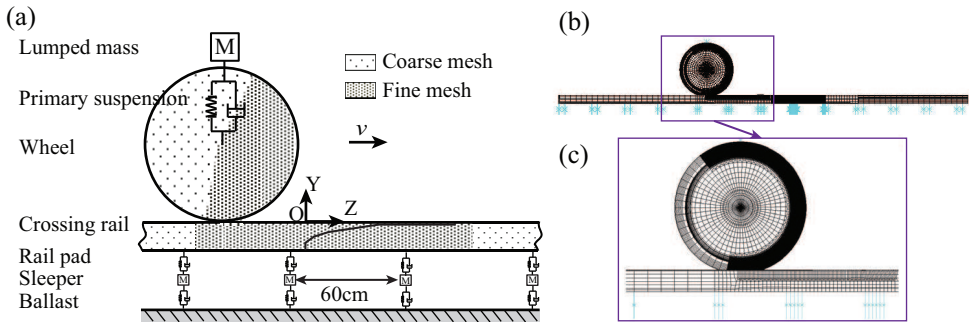 (a)
Lumped mass
M
Coarse mesh
Fine mesh
Primary suspension
v
Wheel
Y
O
Z
Crossing rail
Rail pad
Sleeper
M
M
M
M
60cm
Ballast
(b)
(c)